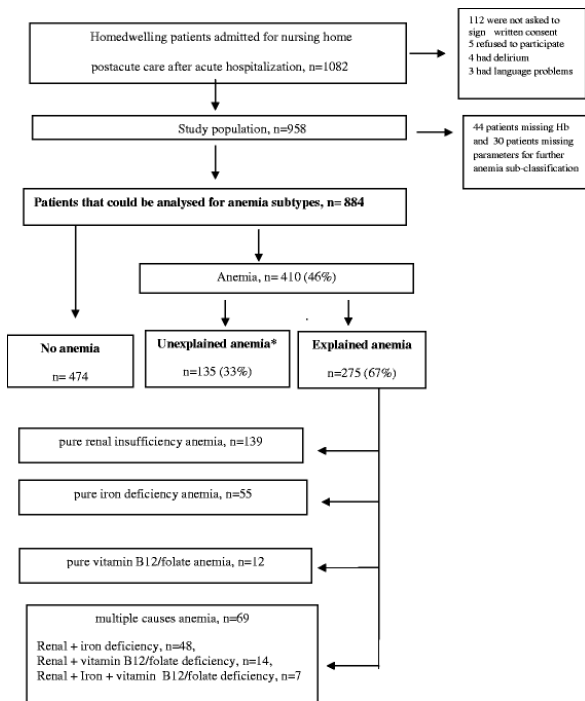 Homedwelling patients admitted for nursing home
postacute care after acute hospitalization, n=1082
112 were not asked to
sign written consent
5 refused to participate
4 had delirium
3 had language problems
Study population, n=958
44 patients missing Hb
and 30 patients missing
parameters for further
anemia sub-classification
Patients that could be analysed for anemia subtypes, n= 884
Anemia, n= 410 (46%)
No anemia
n= 474
Unexplained anemia*
n=135 (33%)
Explained anemia
n=275 (67%)
pure renal insufficiency anemia, n=139
pure iron deficiency anemia, n=55
pure vitamin B12/folate anemia, n=12
multiple causes anemia, n=69
Renal + iron deficiency, n=48,
Renal + vitamin B12/folate deficiency, n=14,
Renal + Iron + vitamin B12/folate deficiency, n=7